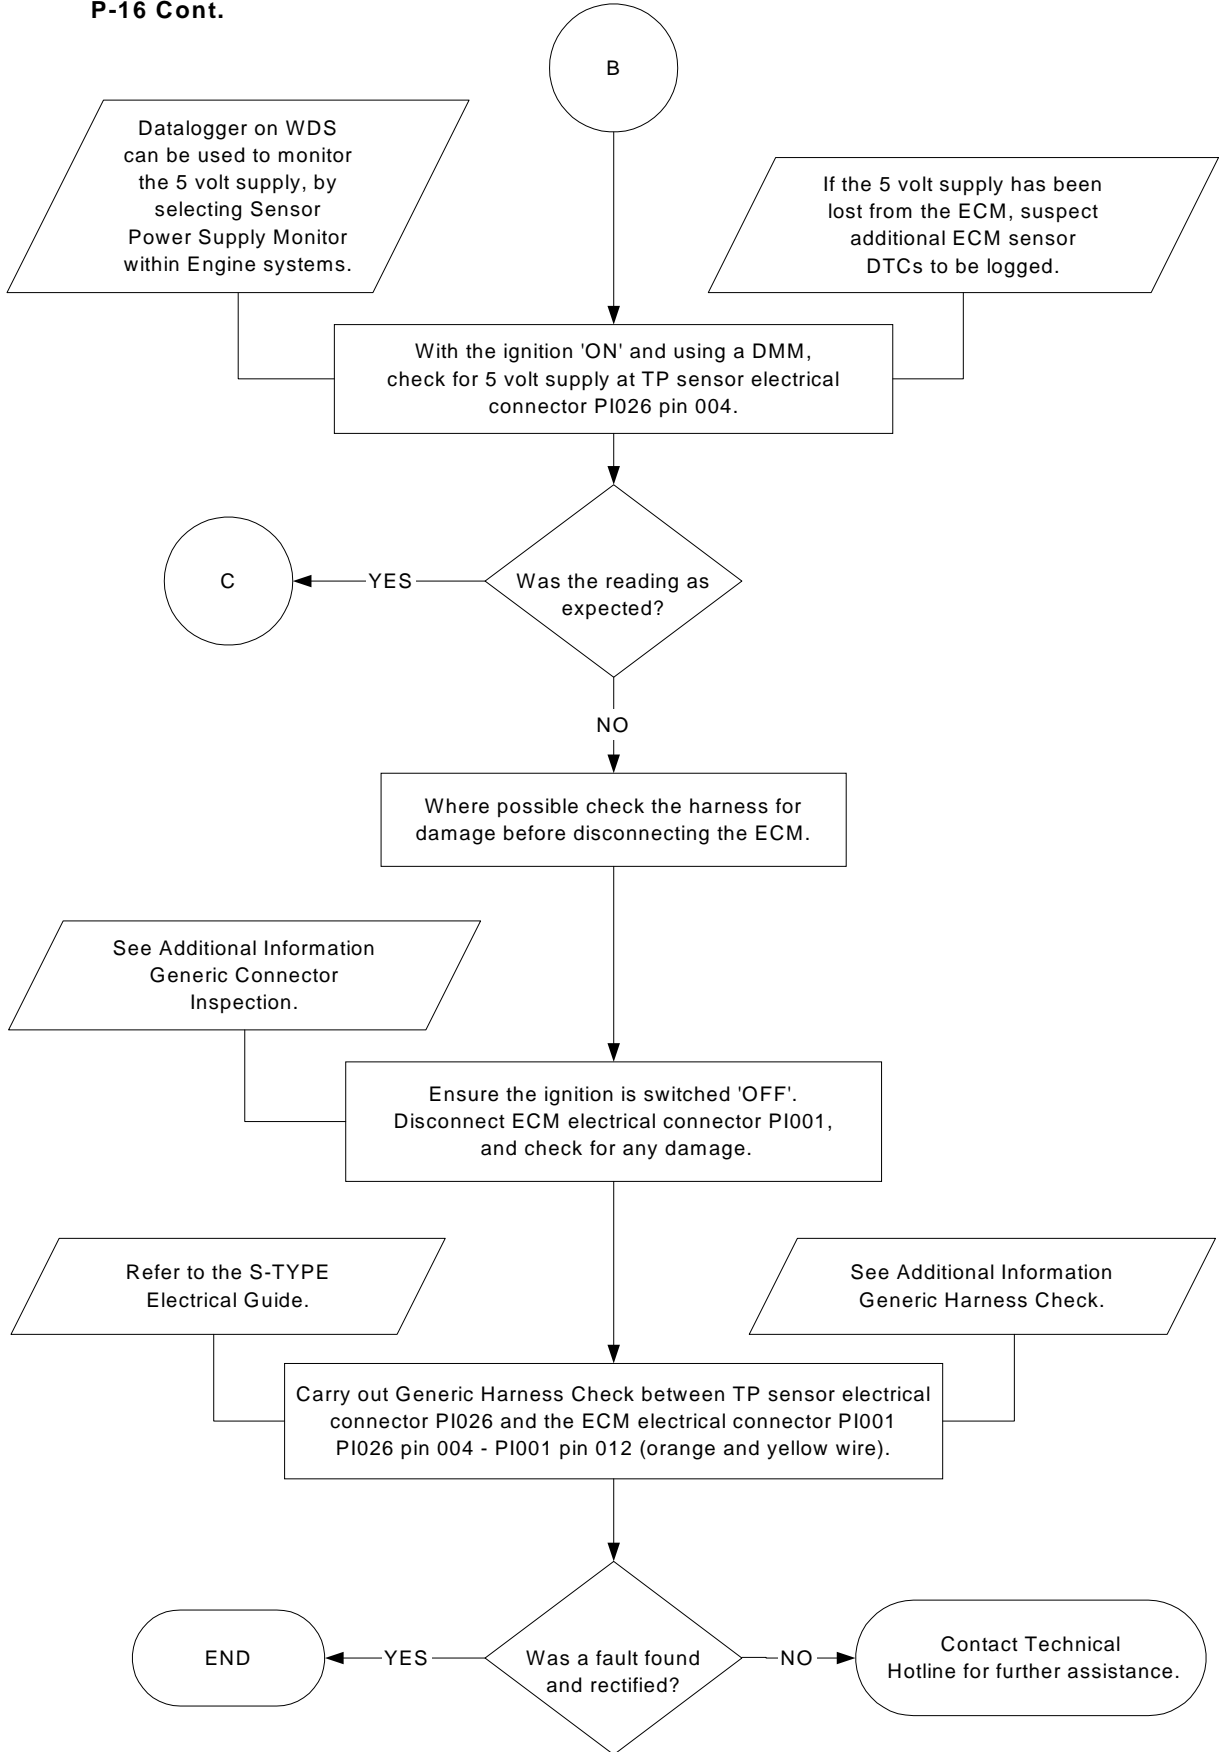 P-16 Cont.
B
Datalogger on WDS
can be used to monitor
the 5 volt supply, by
selecting Sensor
Power Supply Monitor
within Engine systems.
If the 5 volt supply has been
lost from the ECM, suspect
additional ECM sensor
DTCs to be logged.
With the ignition 'ON' and using a DMM,
check for 5 volt supply at TP sensor electrical
connector PI026 pin 004.
C
YES
Was the reading as
expected?
NO
Where possible check the harness for
damage before disconnecting the ECM.
See Additional Information
Generic Connector
Inspection.
Ensure the ignition is switched 'OFF'.
Disconnect ECM electrical connector PI001,
and check for any damage.
Refer to the S-TYPE
Electrical Guide.
See Additional Information
Generic Harness Check.
Carry out Generic Harness Check between TP sensor electrical
connector PI026 and the ECM electrical connector PI001
PI026 pin 004 - PI001 pin 012 (orange and yellow wire).
END
YES
Was a fault found
and rectified?
NO
Contact Technical
Hotline for further assistance.